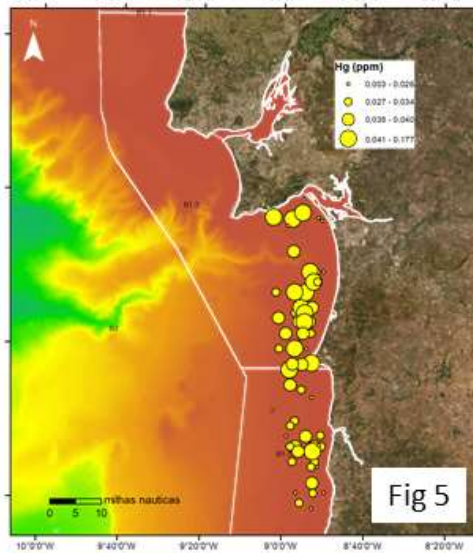 N
Hg (ppm)
0,003 - 0,026
0,027 - 0,034
0,035 - 0,040
0,041 - 0,177
milhas nauticas
0 5 10
Fig 5
10°0'0"W 9°40'0"W 9°20'0"W 9°0'0"W 8°40'0"W 8°20'0"W